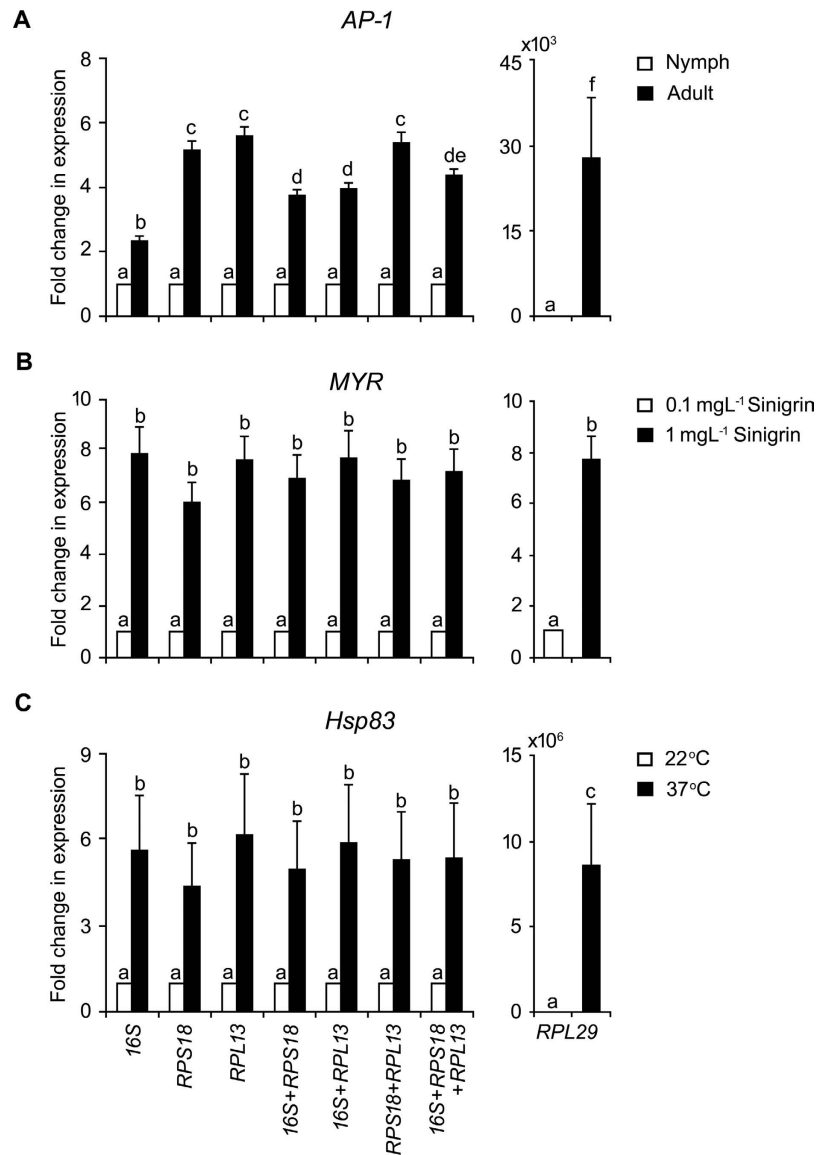 A
AP-1
x10³
Fold change in expression
8
6
4
2
0
a b a c a c a d a d a c a de
45
30
15
0
a f
Nymph
Adult
B
MYR
Fold change in expression
10
8
6
4
2
0
a b a b a b a b a b a b a b
10
8
6
4
2
0
a b
0.1 mgL⁻¹ Sinigrin
1 mgL⁻¹ Sinigrin
C
Hsp83
x10⁶
Fold change in expression
9
6
3
0
a b a b a b a b a b a b a b
15
10
5
0
a c
22°C
37°C
16S
RPS18
RPL13
16S+RPS18
16S+RPL13
RPS18+RPL13
16S+RPS18
+RPL13
RPL29